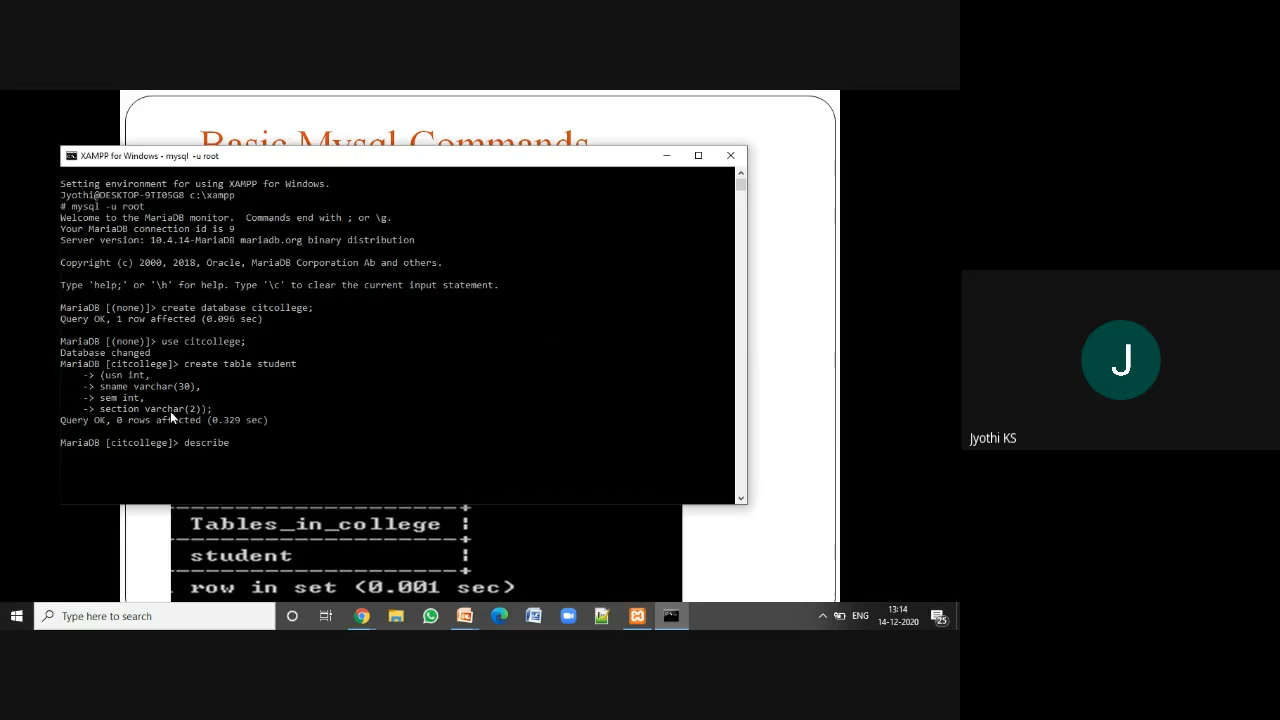 Basic Mysql Commands
XAMPP for Windows - mysql -u root
Setting environment for using XAMPP for Windows.
Jyothi@DESKTOP-9TI05G8 c:\xampp
# mysql -u root
Welcome to the MariaDB monitor.  Commands end with ; or \g.
Your MariaDB connection id is 9
Server version: 10.4.14-MariaDB mariadb.org binary distribution
Copyright (c) 2000, 2018, Oracle, MariaDB Corporation Ab and others.
Type 'help;' or '\h' for help. Type '\c' to clear the current input statement.
MariaDB [(none)]> create database citcollege;
Query OK, 1 row affected (0.096 sec)
MariaDB [(none)]> use citcollege;
Database changed
MariaDB [citcollege]> create table student
-> (usn int,
-> sname varchar(30),
-> sem int,
-> section varchar(2));
Query OK, 0 rows affected (0.329 sec)
MariaDB [citcollege]> describe
Tables_in_college
student
row in set (0.001 sec)
J
Jyothi KS
Type here to search
ENG
13:14
14-12-2020
25